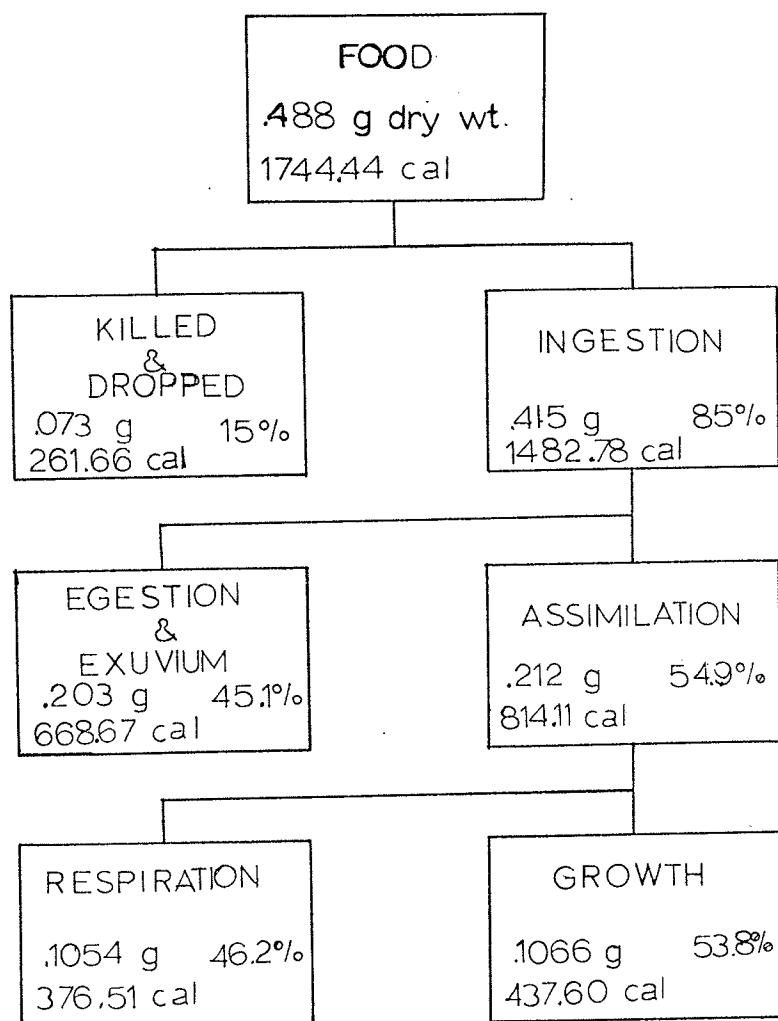 FOOD
.488 g dry wt.
1744.44 cal
KILLED
&
DROPPED
.073 g 15%
261.66 cal
INGESTION
.415 g 85%
1482.78 cal
EGESTION
&
EXUVIUM
.203 g 45.1%
668.67 cal
ASSIMILATION
.212 g 54.9%
814.11 cal
RESPIRATION
.1054 g 46.2%
376.51 cal
GROWTH
.1066 g 53.8%
437.60 cal